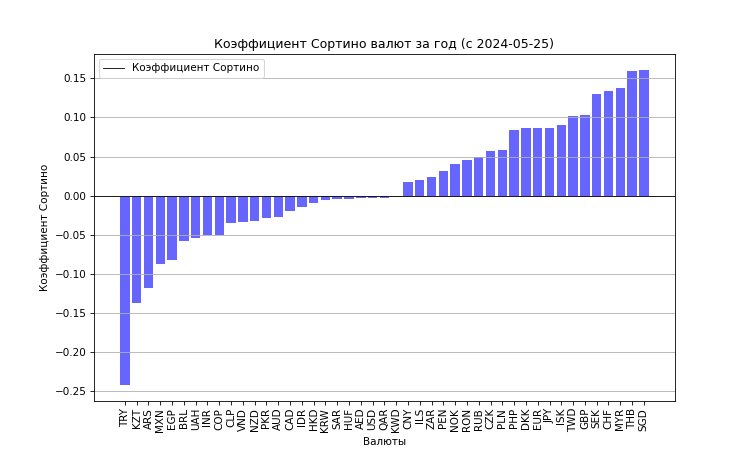 Коэффициент Сортино валют за год (с 2024-05-25)
Коэффициент Сортино
0.15
0.10
0.05
0.00
−0.05
−0.10
−0.15
−0.20
−0.25
Коэффициент Сортино
TRY
KZT
ARS
MXN
EGP
BRL
UAH
INR
COP
CLP
VND
NZD
PKR
AUD
CAD
IDR
HKD
KRW
SAR
HUF
AED
USD
QAR
KWD
CNY
ILS
ZAR
PEN
NOK
RON
RUB
CZK
PLN
PHP
DKK
EUR
JPY
ISK
TWD
GBP
SEK
CHF
MYR
THB
SGD
Валюты